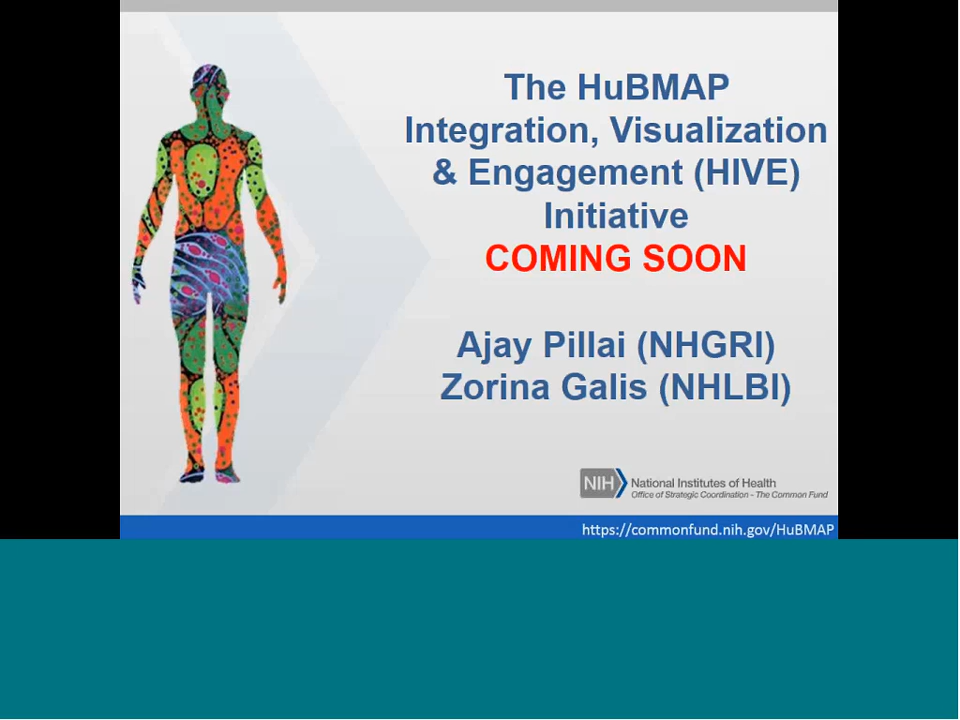 The HuBMAP
Integration, Visualization
& Engagement (HIVE)
Initiative
COMING SOON
Ajay Pillai (NHGRI)
Zorina Galis (NHLBI)
NIH
National Institutes of Health
Office of Strategic Coordination - The Common Fund
https://commonfund.nih.gov/HuBMAP